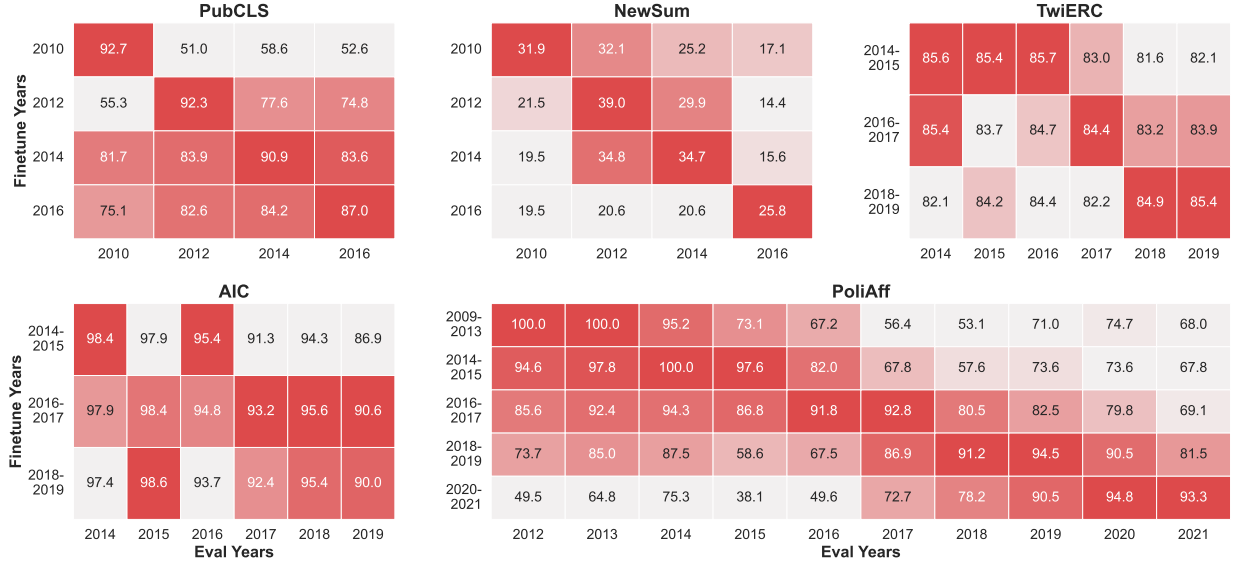 PubCLS
NewSum
TwiERC
Finetune Years
2010 92.7 51.0 58.6 52.6
2012 55.3 92.3 77.6 74.8
2014 81.7 83.9 90.9 83.6
2016 75.1 82.6 84.2 87.0
2010 2012 2014 2016
2010 31.9 32.1 25.2 17.1
2012 21.5 39.0 29.9 14.4
2014 19.5 34.8 34.7 15.6
2016 19.5 20.6 20.6 25.8
2010 2012 2014 2016
2014-
2015 85.6 85.4 85.7 83.0 81.6 82.1
2016-
2017 85.4 83.7 84.7 84.4 83.2 83.9
2018-
2019 82.1 84.2 84.4 82.2 84.9 85.4
2014 2015 2016 2017 2018 2019
AIC
PoliAff
Finetune Years
2014-
2015 98.4 97.9 95.4 91.3 94.3 86.9
2016-
2017 97.9 98.4 94.8 93.2 95.6 90.6
2018-
2019 97.4 98.6 93.7 92.4 95.4 90.0
2014 2015 2016 2017 2018 2019
Eval Years
2009-
2013 100.0 100.0 95.2 73.1 67.2 56.4 53.1 71.0 74.7 68.0
2014-
2015 94.6 97.8 100.0 97.6 82.0 67.8 57.6 73.6 73.6 67.8
2016-
2017 85.6 92.4 94.3 86.8 91.8 92.8 80.5 82.5 79.8 69.1
2018-
2019 73.7 85.0 87.5 58.6 67.5 86.9 91.2 94.5 90.5 81.5
2020-
2021 49.5 64.8 75.3 38.1 49.6 72.7 78.2 90.5 94.8 93.3
2012 2013 2014 2015 2016 2017 2018 2019 2020 2021
Eval Years